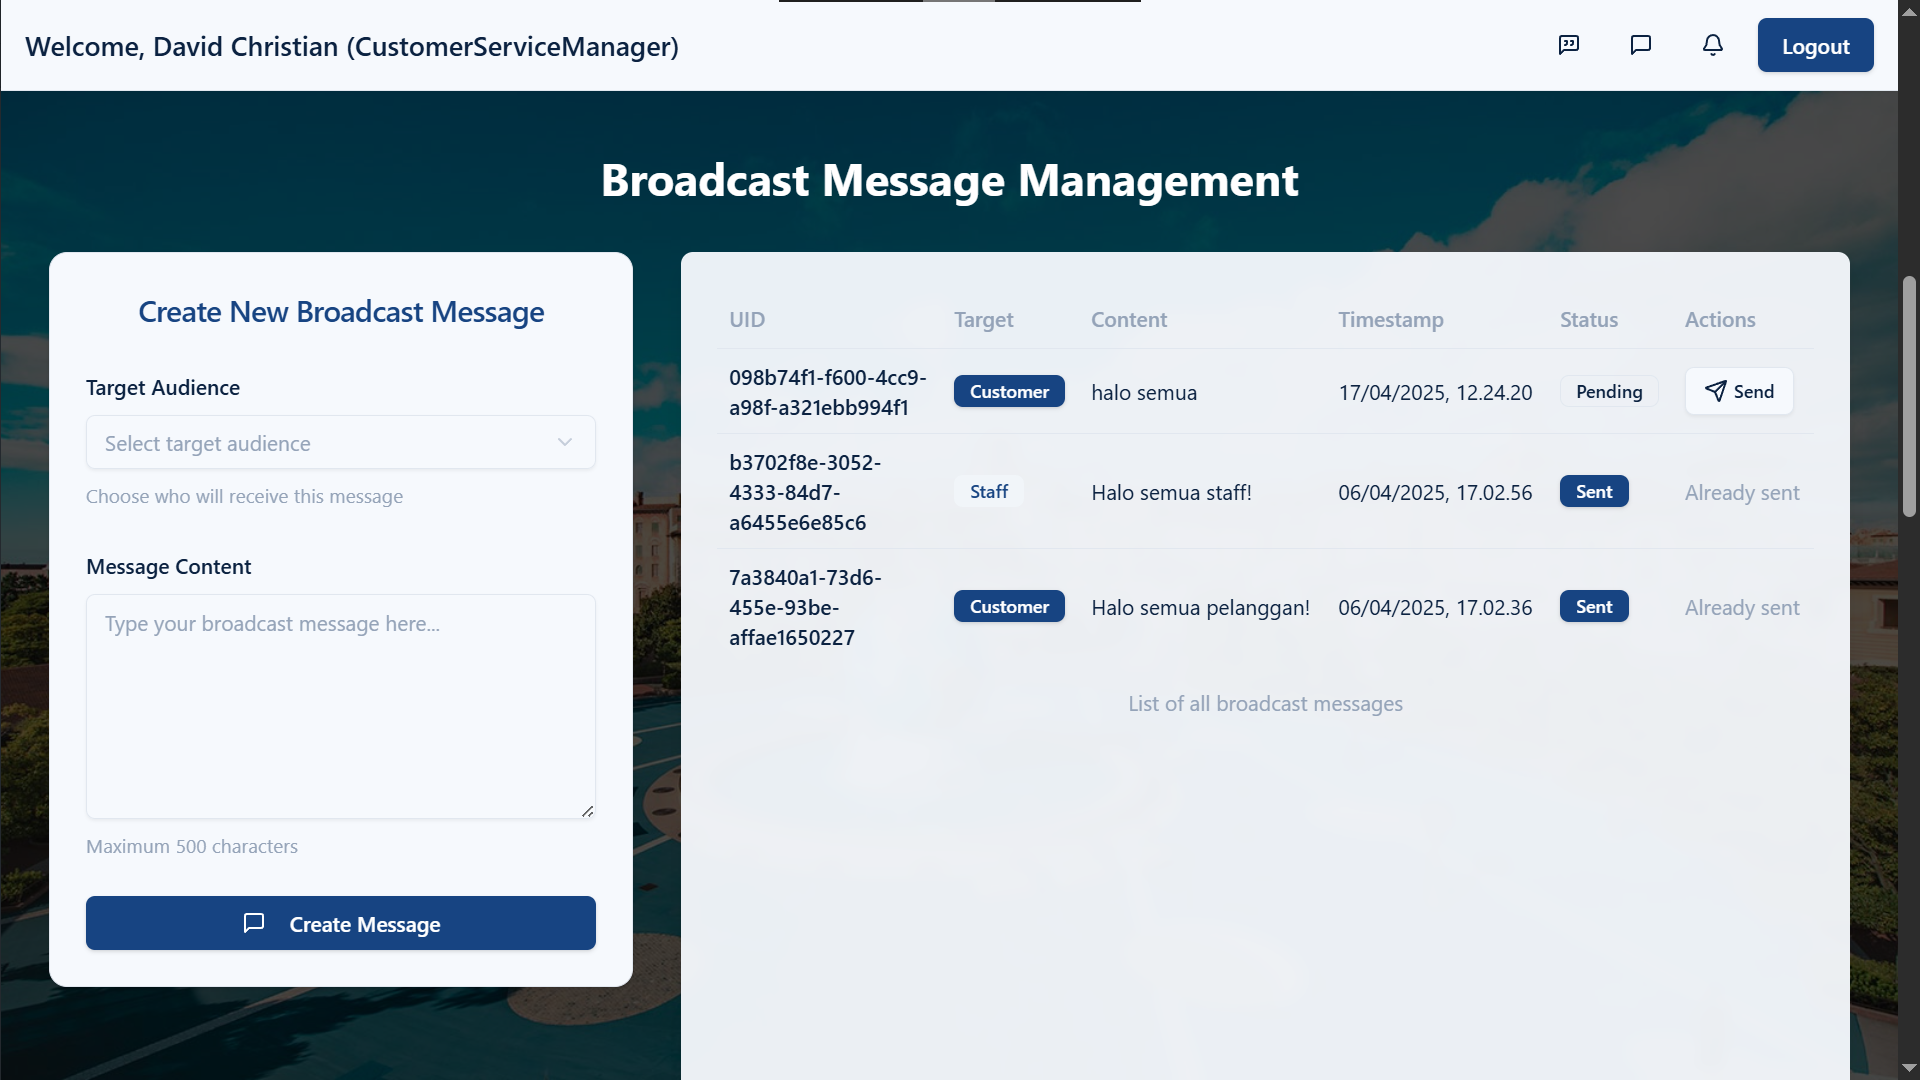 Welcome, David Christian (CustomerServiceManager)
Logout
Broadcast Message Management
Create New Broadcast Message
Target Audience
Select target audience
Choose who will receive this message
Message Content
Type your broadcast message here...
Maximum 500 characters
Create Message
UID Target Content Timestamp Status Actions
098b74f1-f600-4cc9-
a98f-a321ebb994f1
Customer halo semua 17/04/2025, 12.24.20 Pending Send
b3702f8e-3052-
4333-84d7-
a6455e6e85c6
Staff Halo semua staff! 06/04/2025, 17.02.56 Sent Already sent
7a3840a1-73d6-
455e-93be-
affae1650227
Customer Halo semua pelanggan! 06/04/2025, 17.02.36 Sent Already sent
List of all broadcast messages